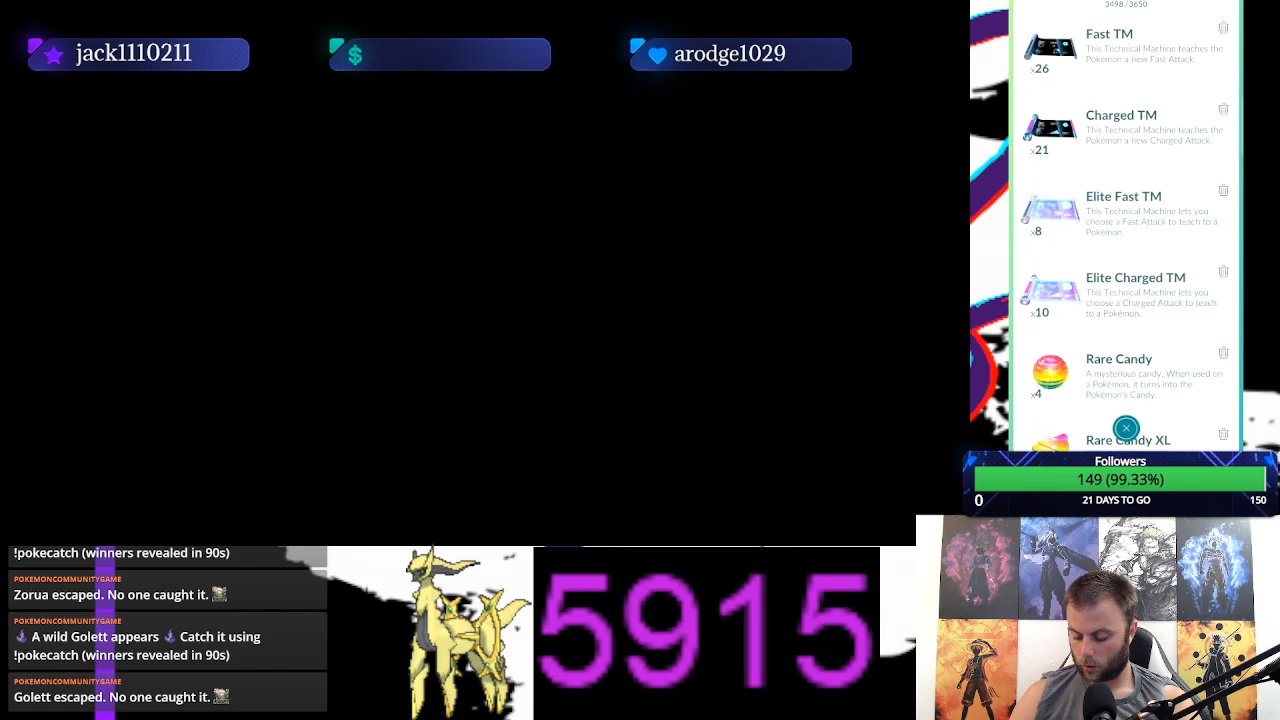 jack1110211
$
arodge1029
3498 / 3650
Fast TM
This Technical Machine teaches the
Pokémon a new Fast Attack.
x26
Charged TM
This Technical Machine teaches the
Pokémon a new Charged Attack.
x21
Elite Fast TM
This Technical Machine lets you
choose a Fast Attack to teach to a
Pokémon.
x8
Elite Charged TM
This Technical Machine lets you
choose a Charged Attack to teach
to a Pokémon.
x10
Rare Candy
A mysterious candy. When used on
a Pokémon, it turns into the
Pokémon's Candy.
x4
Rare Candy XL
Followers
149 (99.33%)
0
21 DAYS TO GO
150
!pokecatch (winners revealed in 90s)
POKEMONCOMMUNITYGAME
Zorua escaped. No one caught it.
POKEMONCOMMUNITYGAME
A wild Golett appears Catch it using
!pokecatch (winners revealed in 90s)
POKEMONCOMMUNITYGAME
Golett escaped. No one caught it.
5915